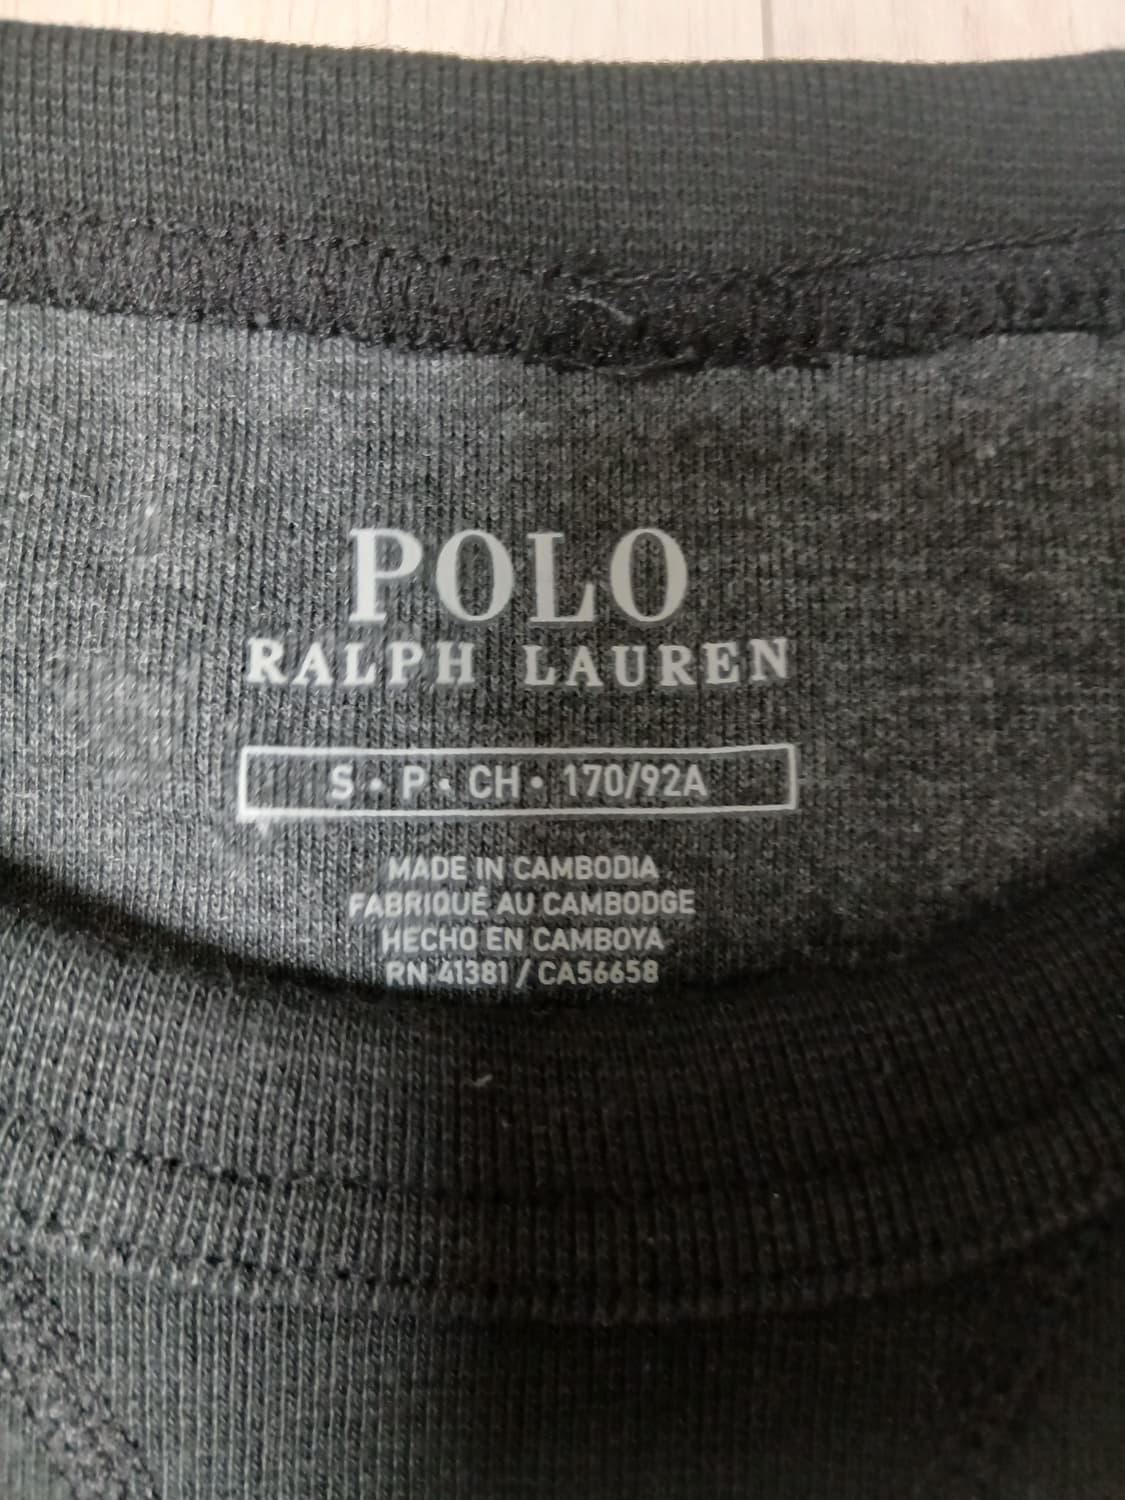 POLO
RALPH LAUREN
S • P • CH • 170/92A
MADE IN CAMBODIA
FABRIQUÉ AU CAMBODGE
HECHO EN CAMBOYA
RN 41381 / CA56658